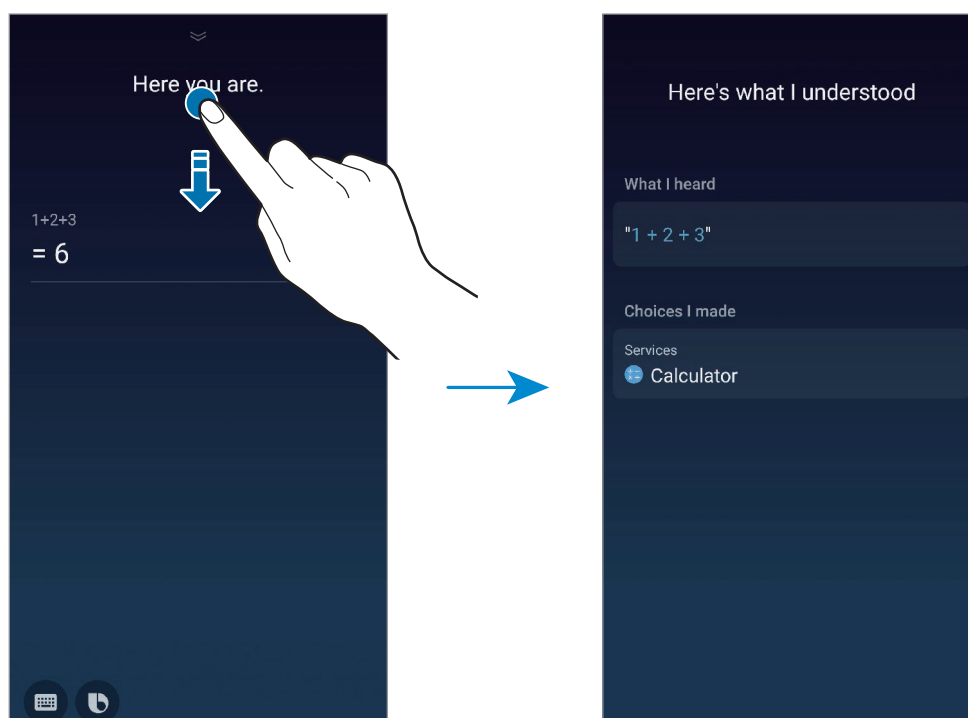 Here you are.
1+2+3
= 6
Here's what I understood
What I heard
"1 + 2 + 3"
Choices I made
Services
Calculator